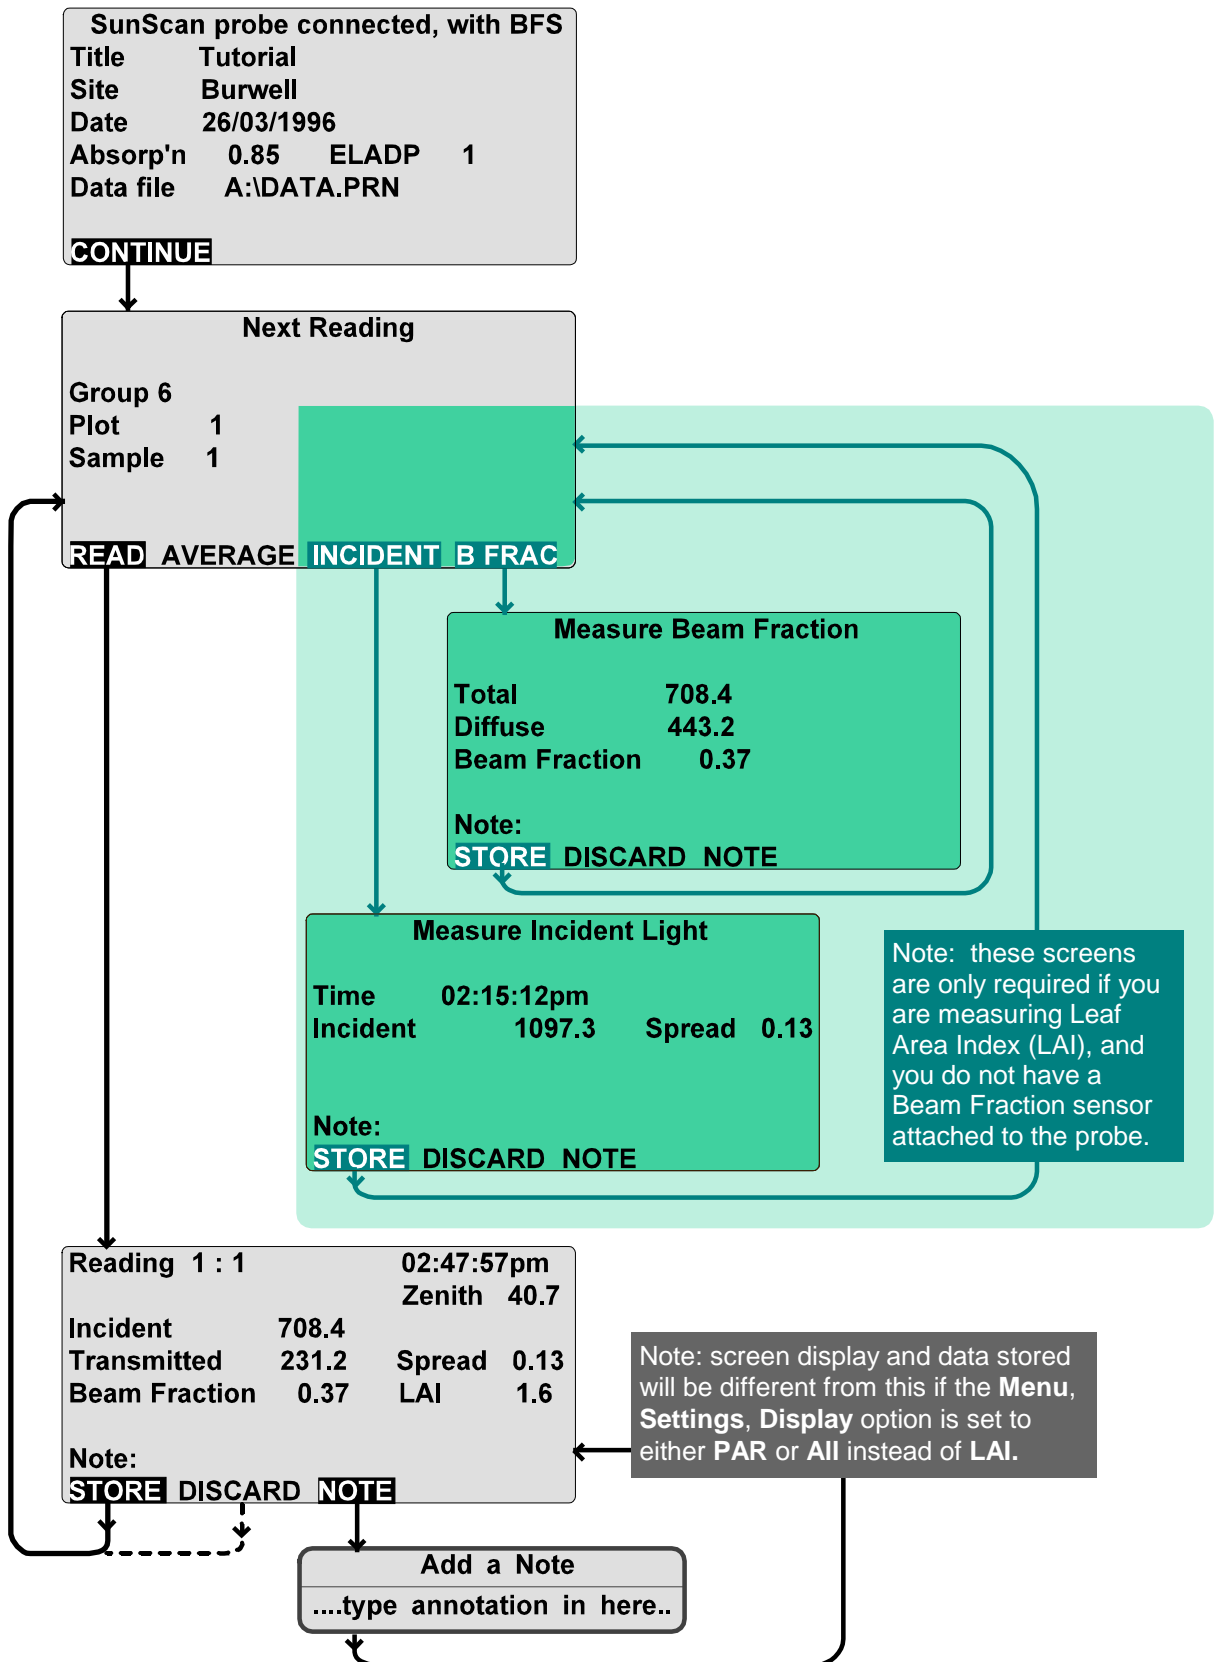 SunScan probe connected, with BFS
Title Tutorial
Site Burwell
Date 26/03/1996
Absorp'n 0.85 ELADP 1
Data file A:\DATA.PRN
CONTINUE
Next Reading
Group 6
Plot 1
Sample 1
READ AVERAGE INCIDENT B FRAC
Measure Beam Fraction
Total 708.4
Diffuse 443.2
Beam Fraction 0.37
Note:
STORE DISCARD NOTE
Measure Incident Light
Time 02:15:12pm
Incident 1097.3 Spread 0.13
Note:
STORE DISCARD NOTE
Note: these screens
are only required if you
are measuring Leaf
Area Index (LAI), and
you do not have a
Beam Fraction sensor
attached to the probe.
Reading 1 : 1 02:47:57pm
Zenith 40.7
Incident 708.4
Transmitted 231.2 Spread 0.13
Beam Fraction 0.37 LAI 1.6
Note:
STORE DISCARD NOTE
Note: screen display and data stored
will be different from this if the Menu,
Settings, Display option is set to
either PAR or All instead of LAI.
Add a Note
....type annotation in here..